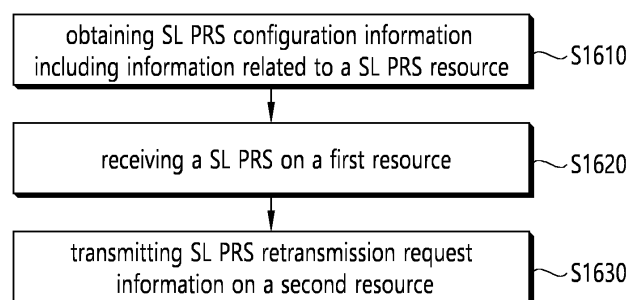 obtaining SL PRS configuration information
including information related to a SL PRS resource
S1610
receiving a SL PRS on a first resource
S1620
transmitting SL PRS retransmission request
information on a second resource
S1630